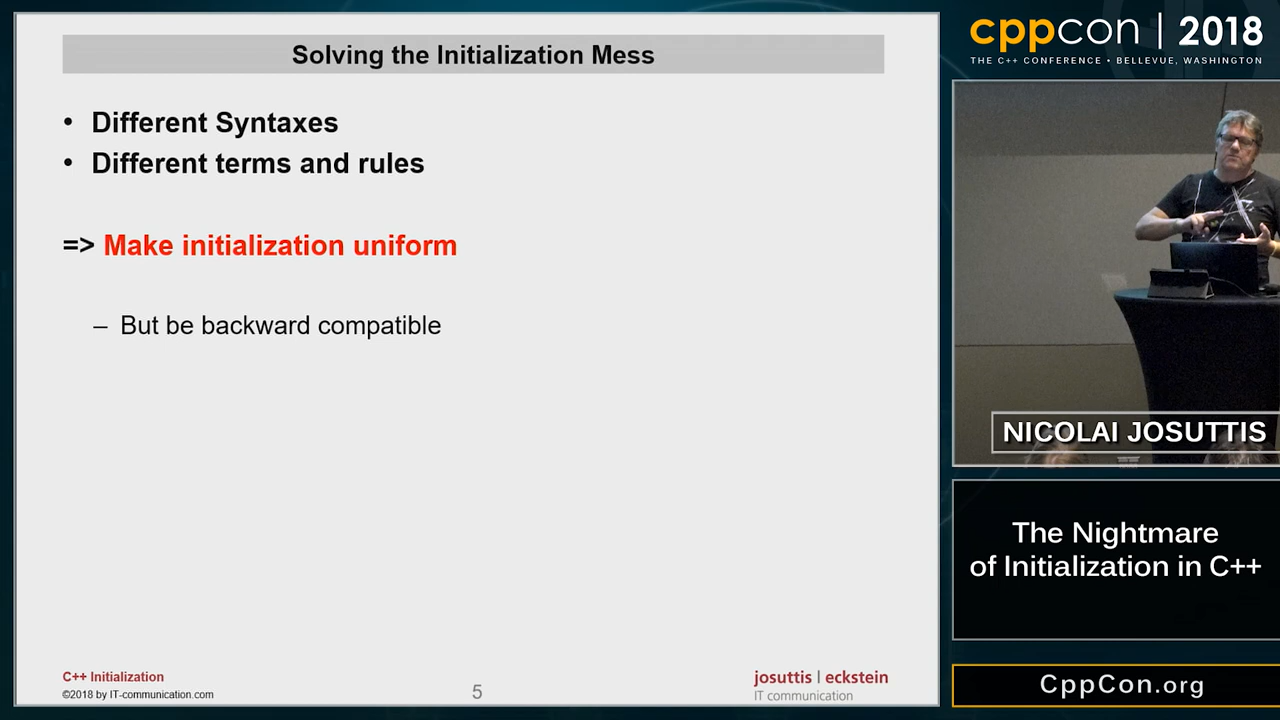 Solving the Initialization Mess
• Different Syntaxes
• Different terms and rules
=> Make initialization uniform
– But be backward compatible
C++ Initialization
©2018 by IT-communication.com
5
josuttis | eckstein
IT communication
cppcon | 2018
THE C++ CONFERENCE • BELLEVUE, WASHINGTON
NICOLAI JOSUTTIS
The Nightmare
of Initialization in C++
CppCon.org